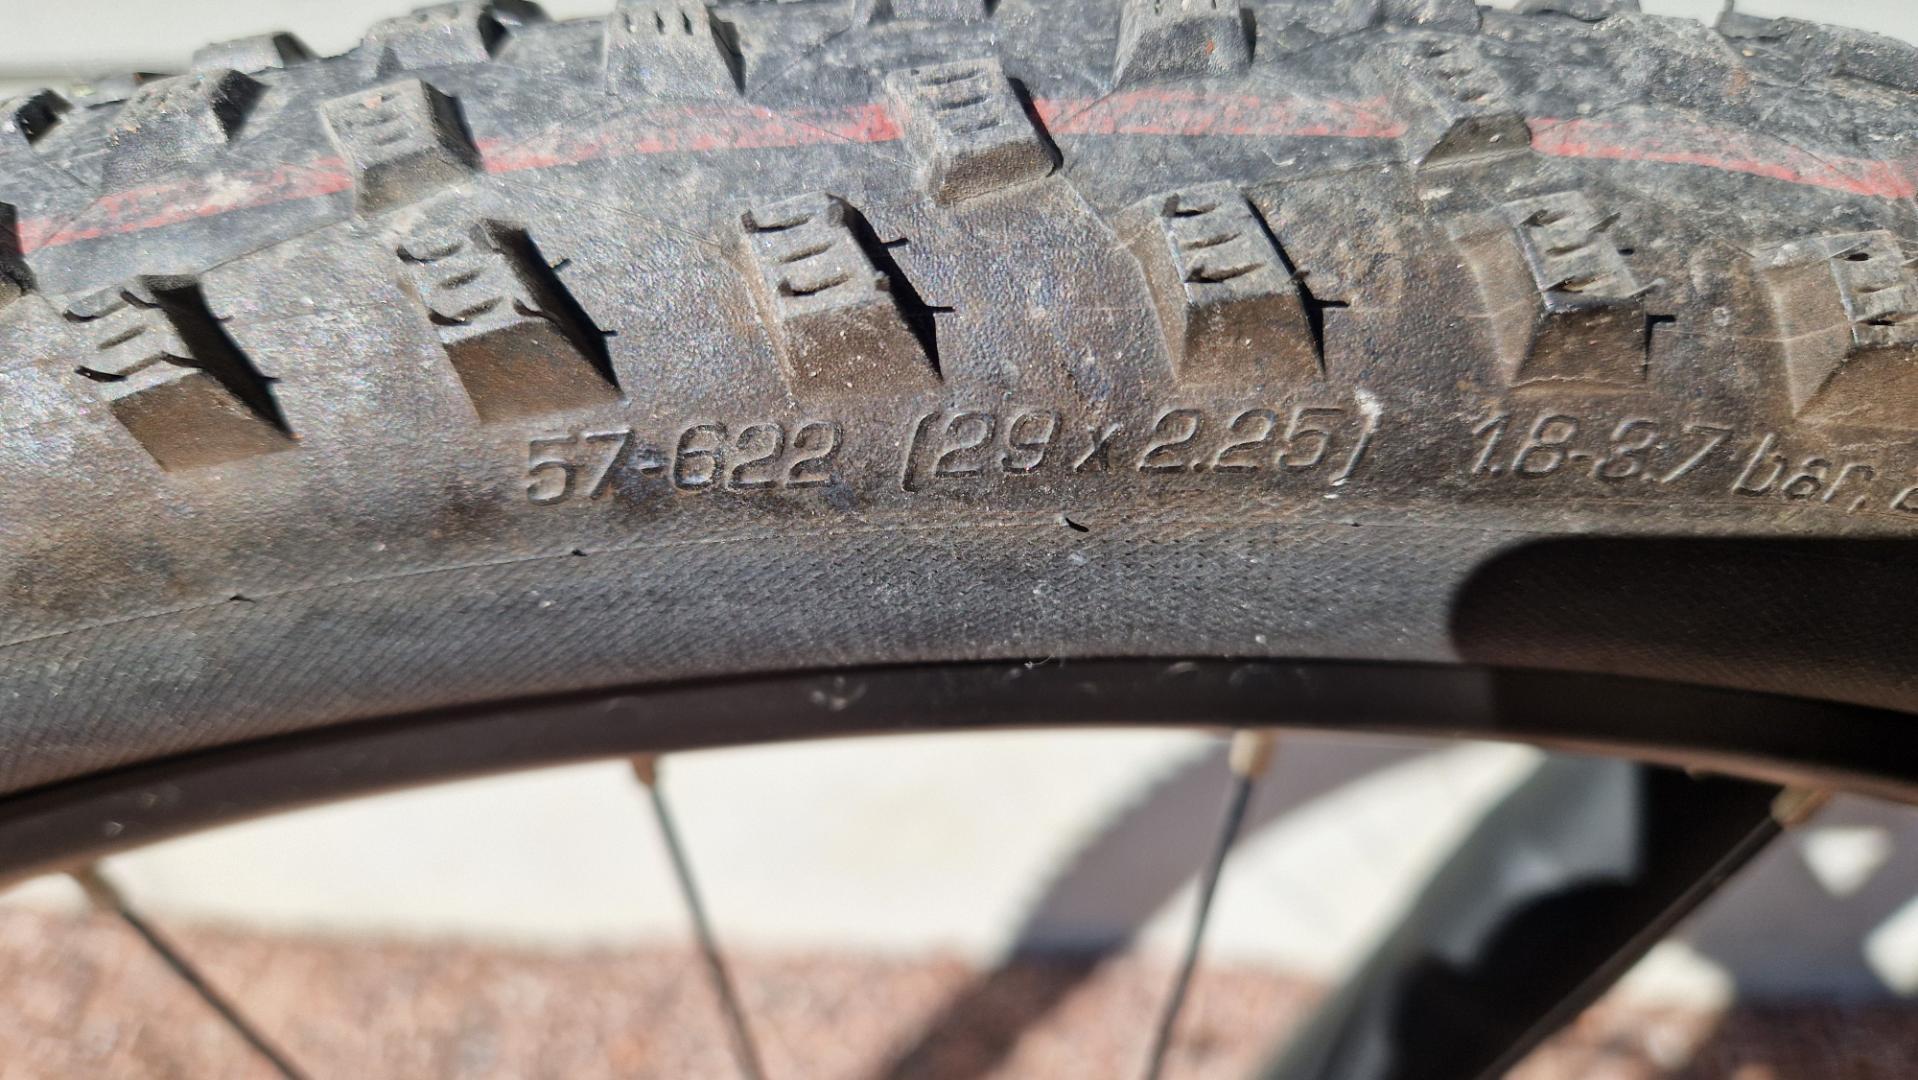 57-622 (29 x 2.25) 1.8-3.7 bar,